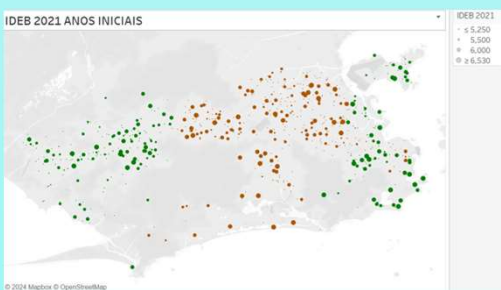 IDEB 2021 ANOS INICIAIS
IDEB 2021
≤ 5,250
5,500
6,000
≥ 6,530
© 2024 Mapbox © OpenStreetMap